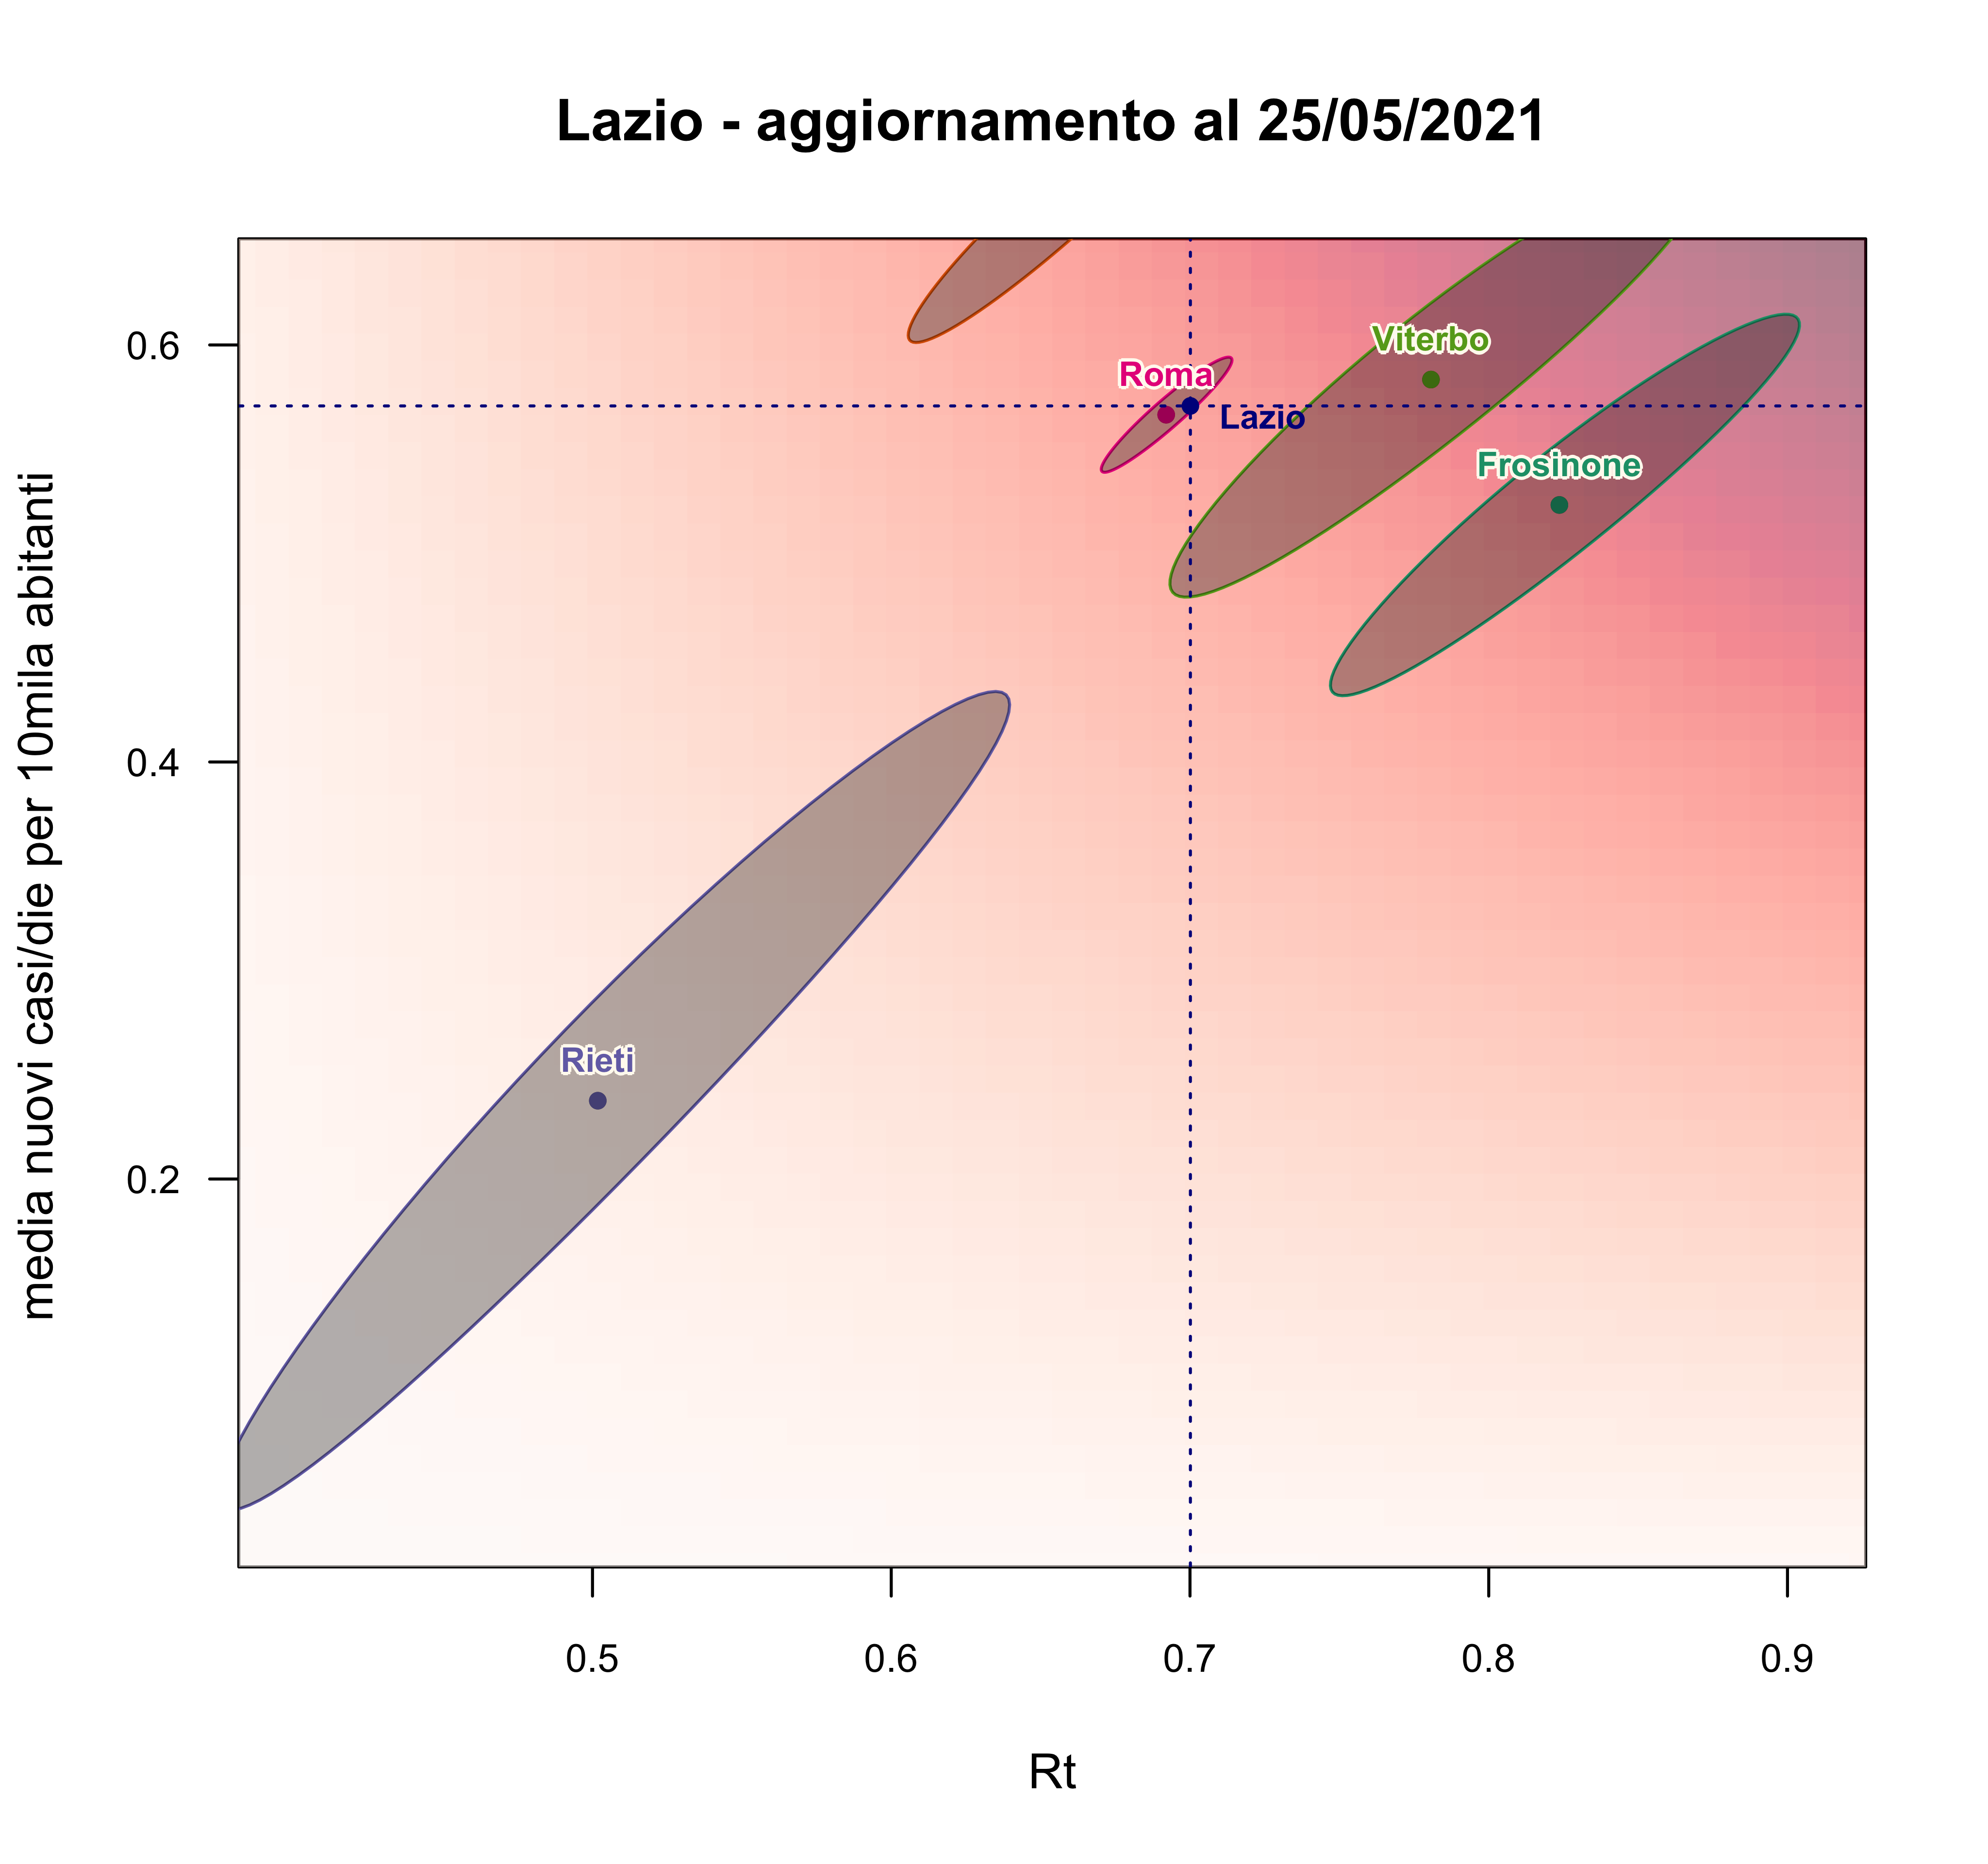 Lazio - aggiornamento al 25/05/2021
media nuovi casi/die per 10mila abitanti
0.6
0.4
0.2
Viterbo
Roma
Lazio
Frosinone
Rieti
0.5
0.6
0.7
0.8
0.9
Rt